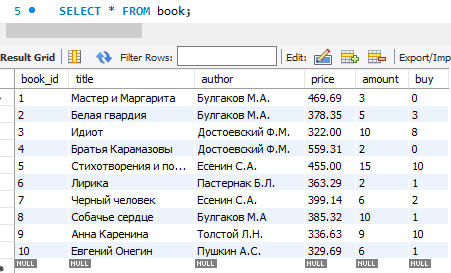 5 SELECT * FROM book;
Result Grid Filter Rows: Edit: Export/Imp
book_id title author price amount buy
1 Мастер и Маргарита Булгаков М.А. 469.69 3 0
2 Белая гвардия Булгаков М.А. 378.35 5 3
3 Идиот Достоевский Ф.М. 322.00 10 8
4 Братья Карамазовы Достоевский Ф.М. 559.31 2 0
5 Стихотворения и по... Есенин С.А. 455.00 15 10
6 Лирика Пастернак Б.Л. 363.29 2 1
7 Черный человек Есенин С.А. 399.14 6 2
8 Собачье сердце Булгаков М.А 385.32 10 1
9 Анна Каренина Толстой Л.Н. 336.63 9 10
10 Евгений Онегин Пушкин А.С. 329.69 6 1
NULL NULL NULL NULL NULL NULL